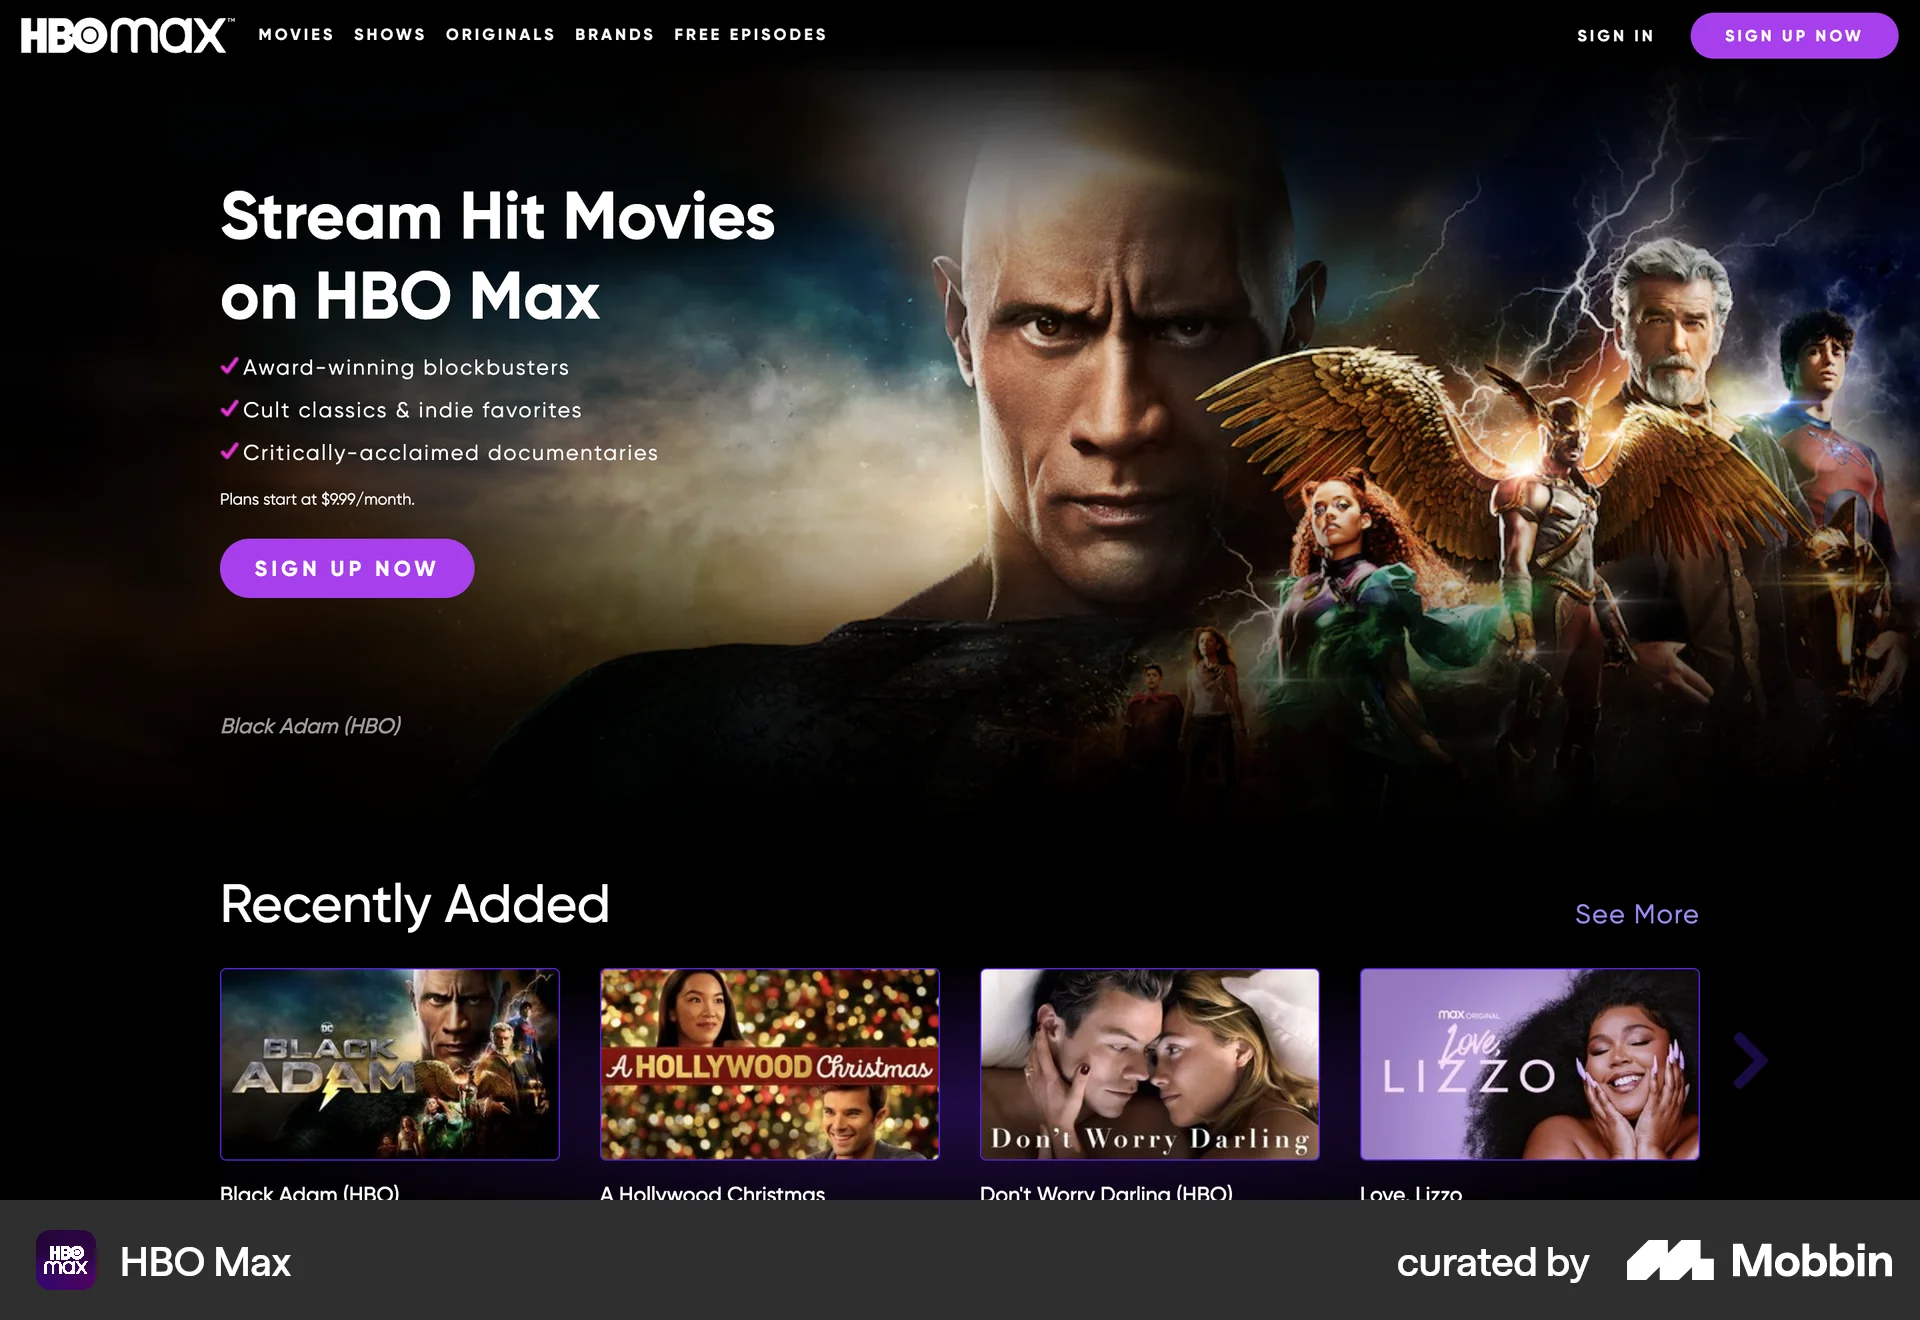 HBOmax™ MOVIES SHOWS ORIGINALS BRANDS FREE EPISODES SIGN IN SIGN UP NOW
Stream Hit Movies
on HBO Max
Award-winning blockbusters
Cult classics & indie favorites
Critically-acclaimed documentaries
Plans start at $9.99/month.
SIGN UP NOW
Black Adam (HBO)
Recently Added
See More
DC
BLACK
ADAM
A HOLLYWOOD Christmas
Don't Worry Darling
max ORIGINAL
Love,
LIZZO
Black Adam (HBO)
A Hollywood Christmas
Don't Worry Darling (HBO)
Love, Lizzo
HBO
max
HBO Max
curated by
Mobbin